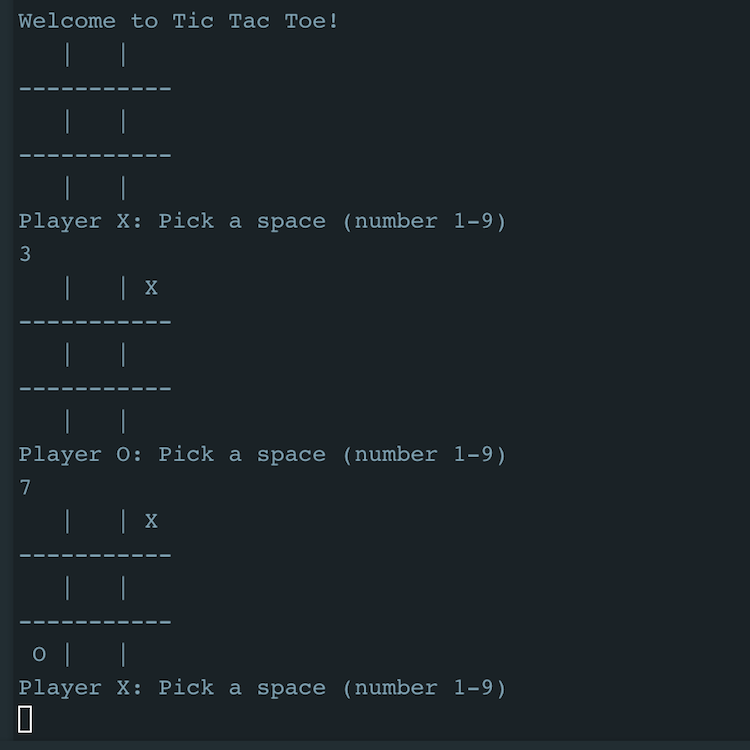 Welcome to Tic Tac Toe!
   |   |
-----------
   |   |
-----------
   |   |
Player X: Pick a space (number 1-9)
3
   |   | X
-----------
   |   |
-----------
   |   |
Player O: Pick a space (number 1-9)
7
   |   | X
-----------
   |   |
-----------
 O |   |
Player X: Pick a space (number 1-9)